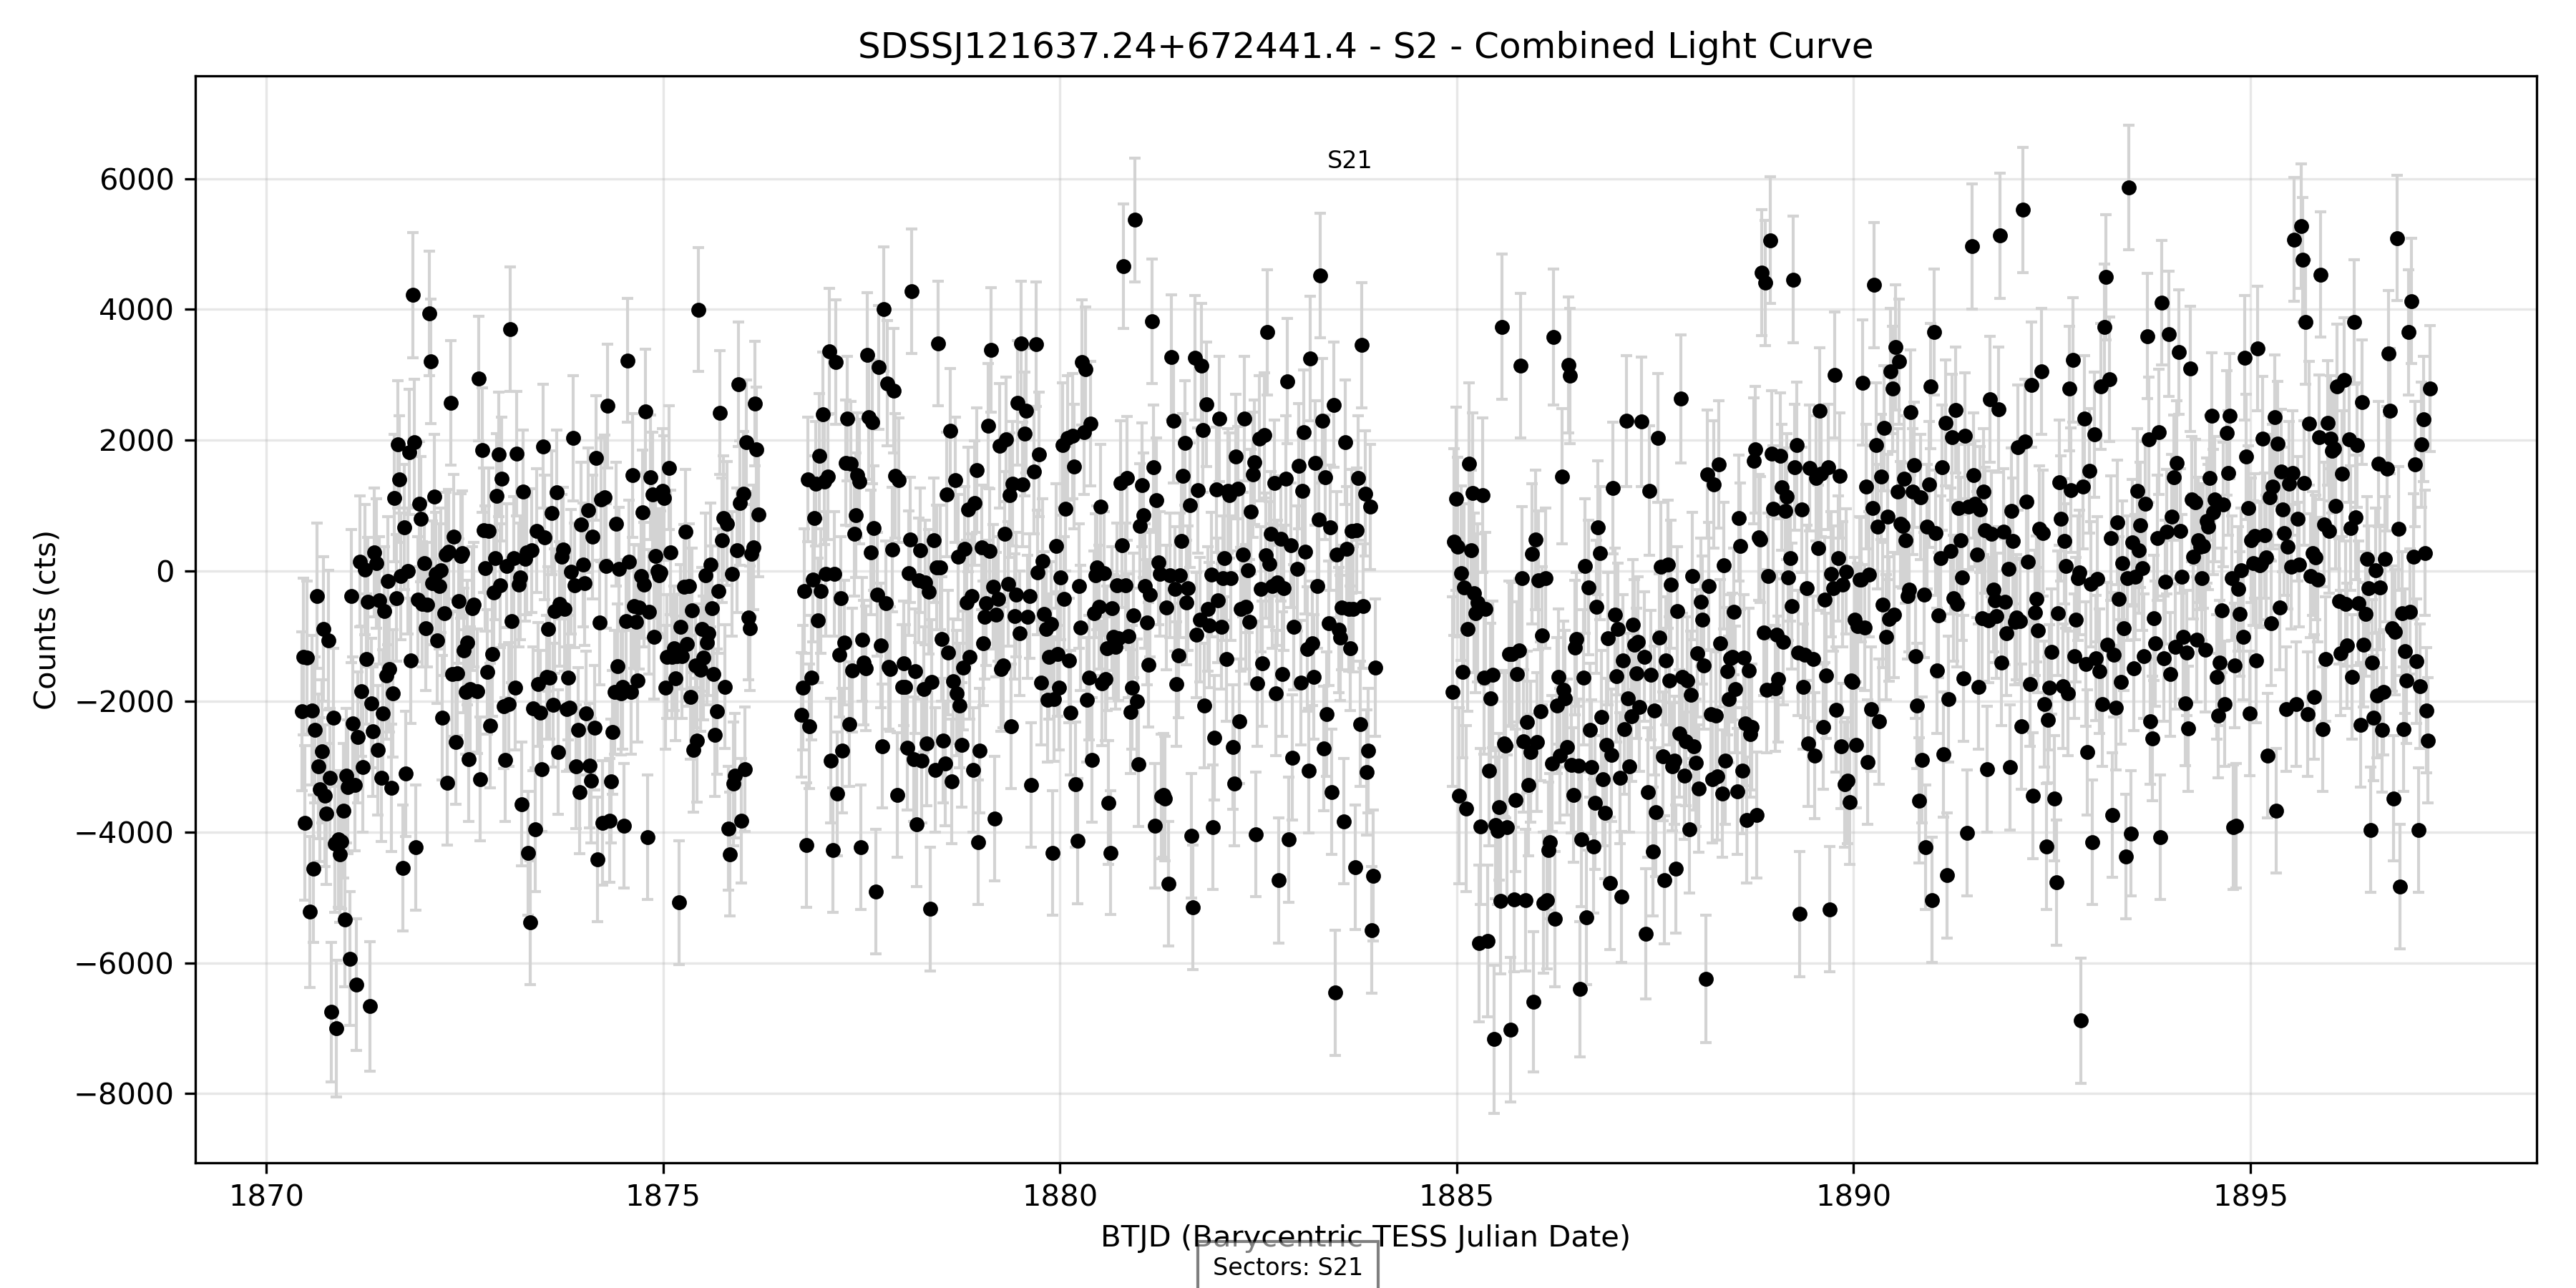 SDSSJ121637.24+672441.4 - S2 - Combined Light Curve
S21
6000
4000
2000
0
−2000
−4000
−6000
−8000
Counts (cts)
1870 1875 1880 1885 1890 1895
BTJD (Barycentric TESS Julian Date)
Sectors: S21